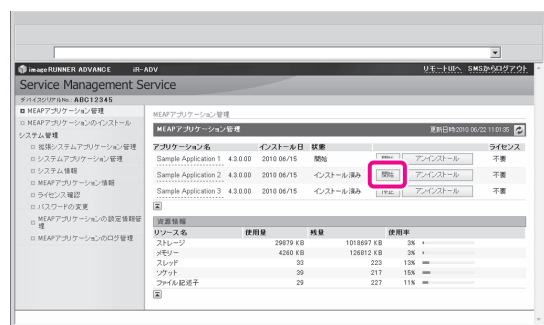 imageRUNNER ADVANCE iR-ADV リモートUIへ SMSからログアウト
Service Management Service
デバイスシリアルNo.: ABC12345
MEAPアプリケーション管理
MEAPアプリケーションのインストール
システム管理
拡張システムアプリケーション管理
システムアプリケーション管理
システム情報
MEAPアプリケーション情報
ライセンス確認
パスワードの変更
MEAPアプリケーションの設定情報管理
MEAPアプリケーションのログ管理
MEAPアプリケーション管理
MEAPアプリケーション管理 更新日時:2010 06/22 11:01:35
アプリケーション名 インストール日 状態 ライセンス
Sample Application 1 4.3.0.00 2010 06/15 開始 アンインストール 不要
Sample Application 2 4.3.0.00 2010 06/15 インストール済み 開始 アンインストール 不要
Sample Application 3 4.3.0.00 2010 06/15 インストール済み アンインストール 不要
資源情報
リソース名 使用量 残量 使用率
ストレージ 29879 KB 1018697 KB 3%
メモリー 4260 KB 126812 KB 3%
スレッド 33 223 13%
ソケット 39 217 15%
ファイル記述子 29 227 11%